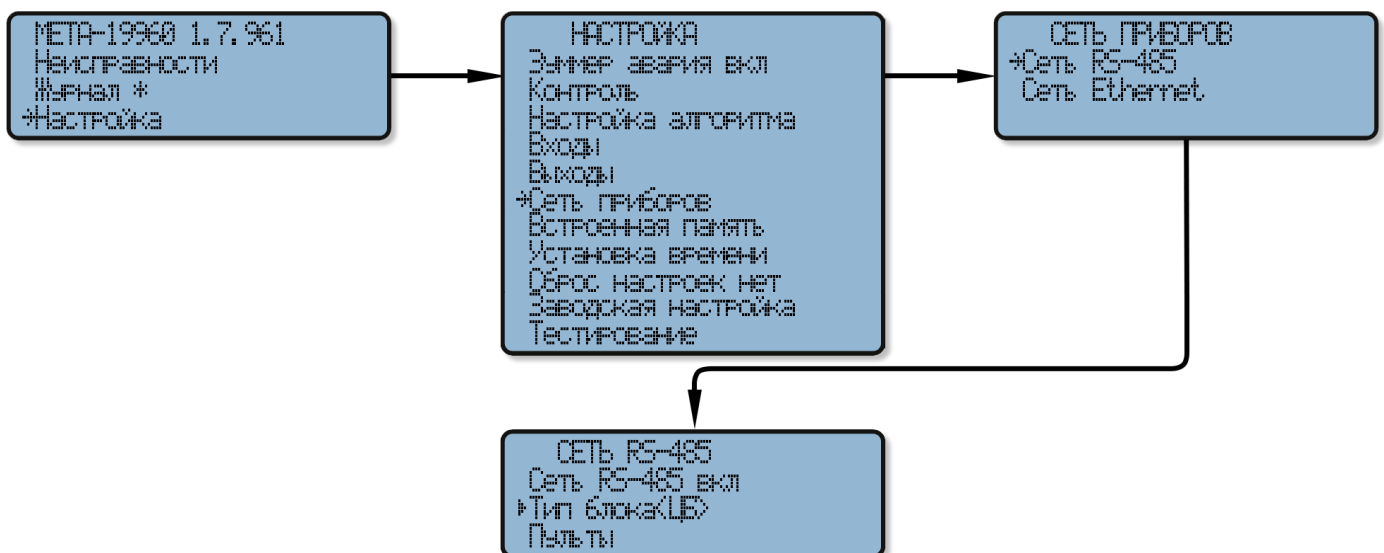 МЕТА-19960 1.7.961
Неисправности
Журнал *
Настройка
НАСТРОЙКА
Зуммер авария вкл
Контроль
Настройка алгоритма
Входы
Выходы
Сеть приборов
Встроенная память
Установка времени
Сброс настроек нет
Заводская настройка
Тестирование
СЕТЬ ПРИБОРОВ
Сеть RS-485
Сеть Ethernet
СЕТЬ RS-485
Сеть RS-485 вкл
Тип блока(ЦБ)
Пульты